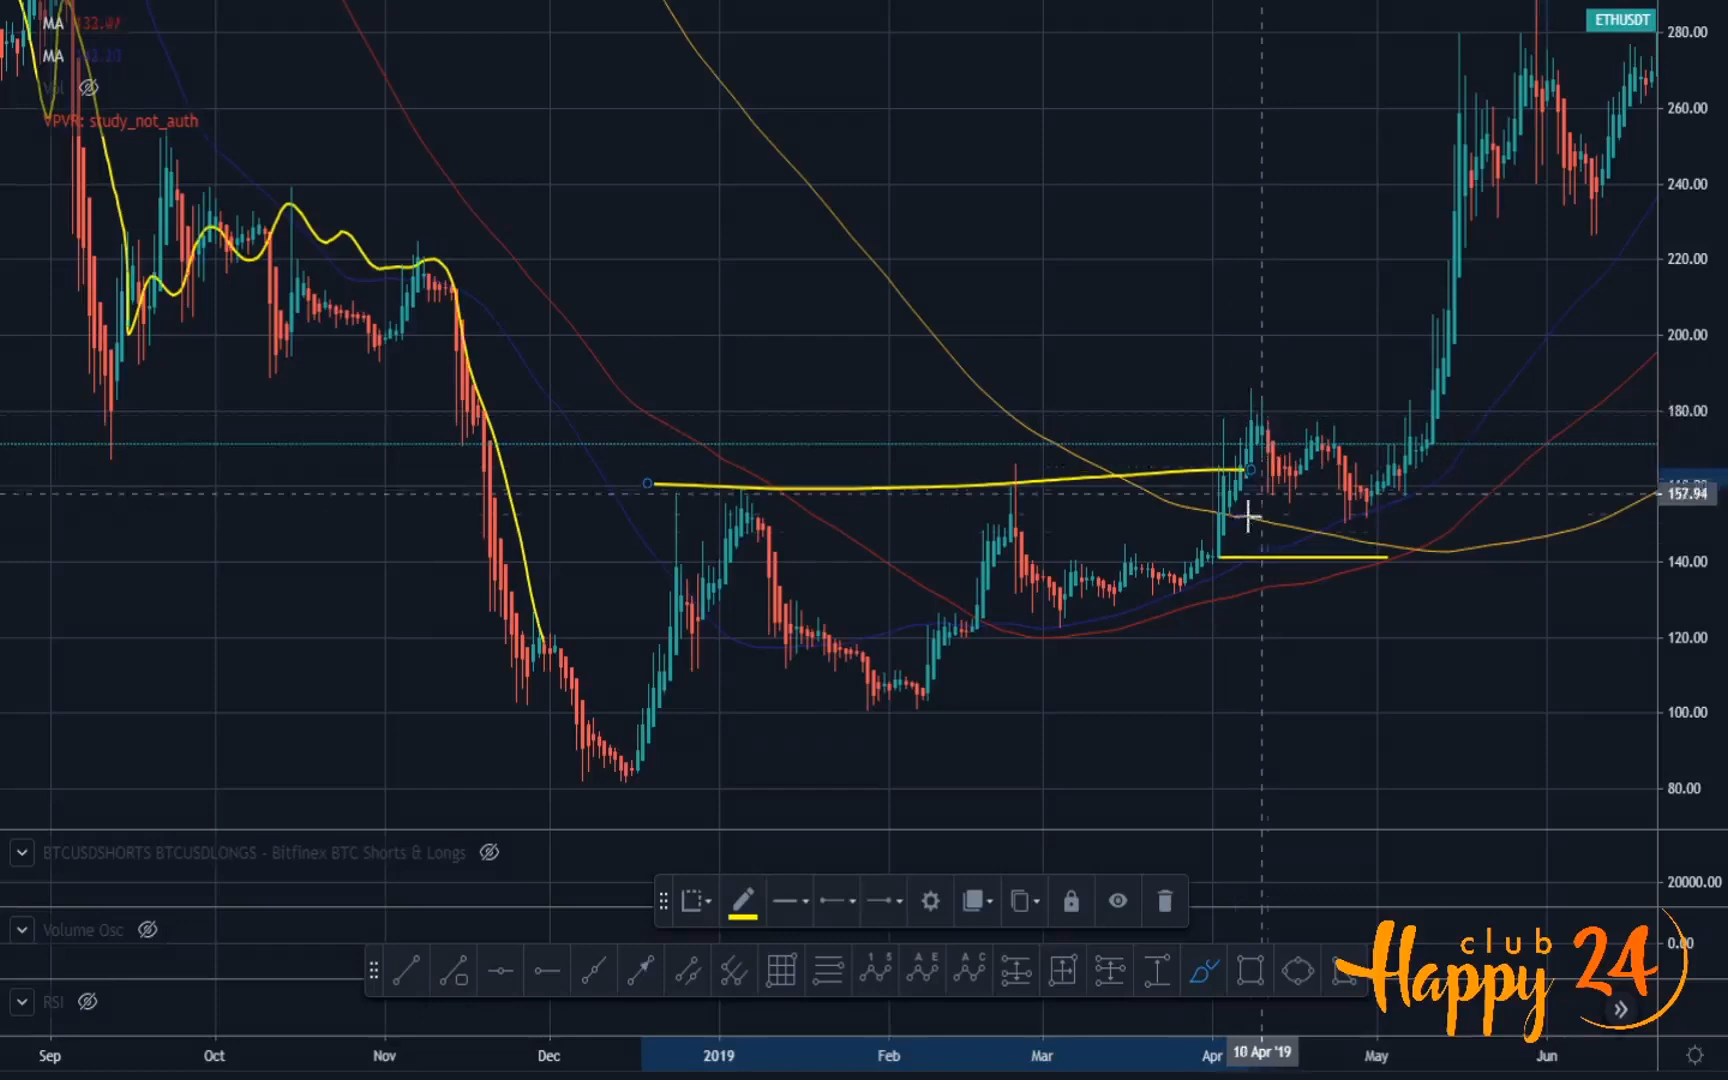 MA
MA
ETHUSDT
VPVR: study_not_auth
280.00
260.00
240.00
220.00
200.00
180.00
157.94
140.00
120.00
100.00
80.00
BTCUSDSHORTS BTCUSDLONGS - Bitfinex BTC Shorts & Longs
20000.00
Volume Osc
0.00
RSI
1 5
A E
A C
club
Happy 24
Sep
Oct
Nov
Dec
2019
Feb
Mar
Apr
10 Apr '19
May
Jun